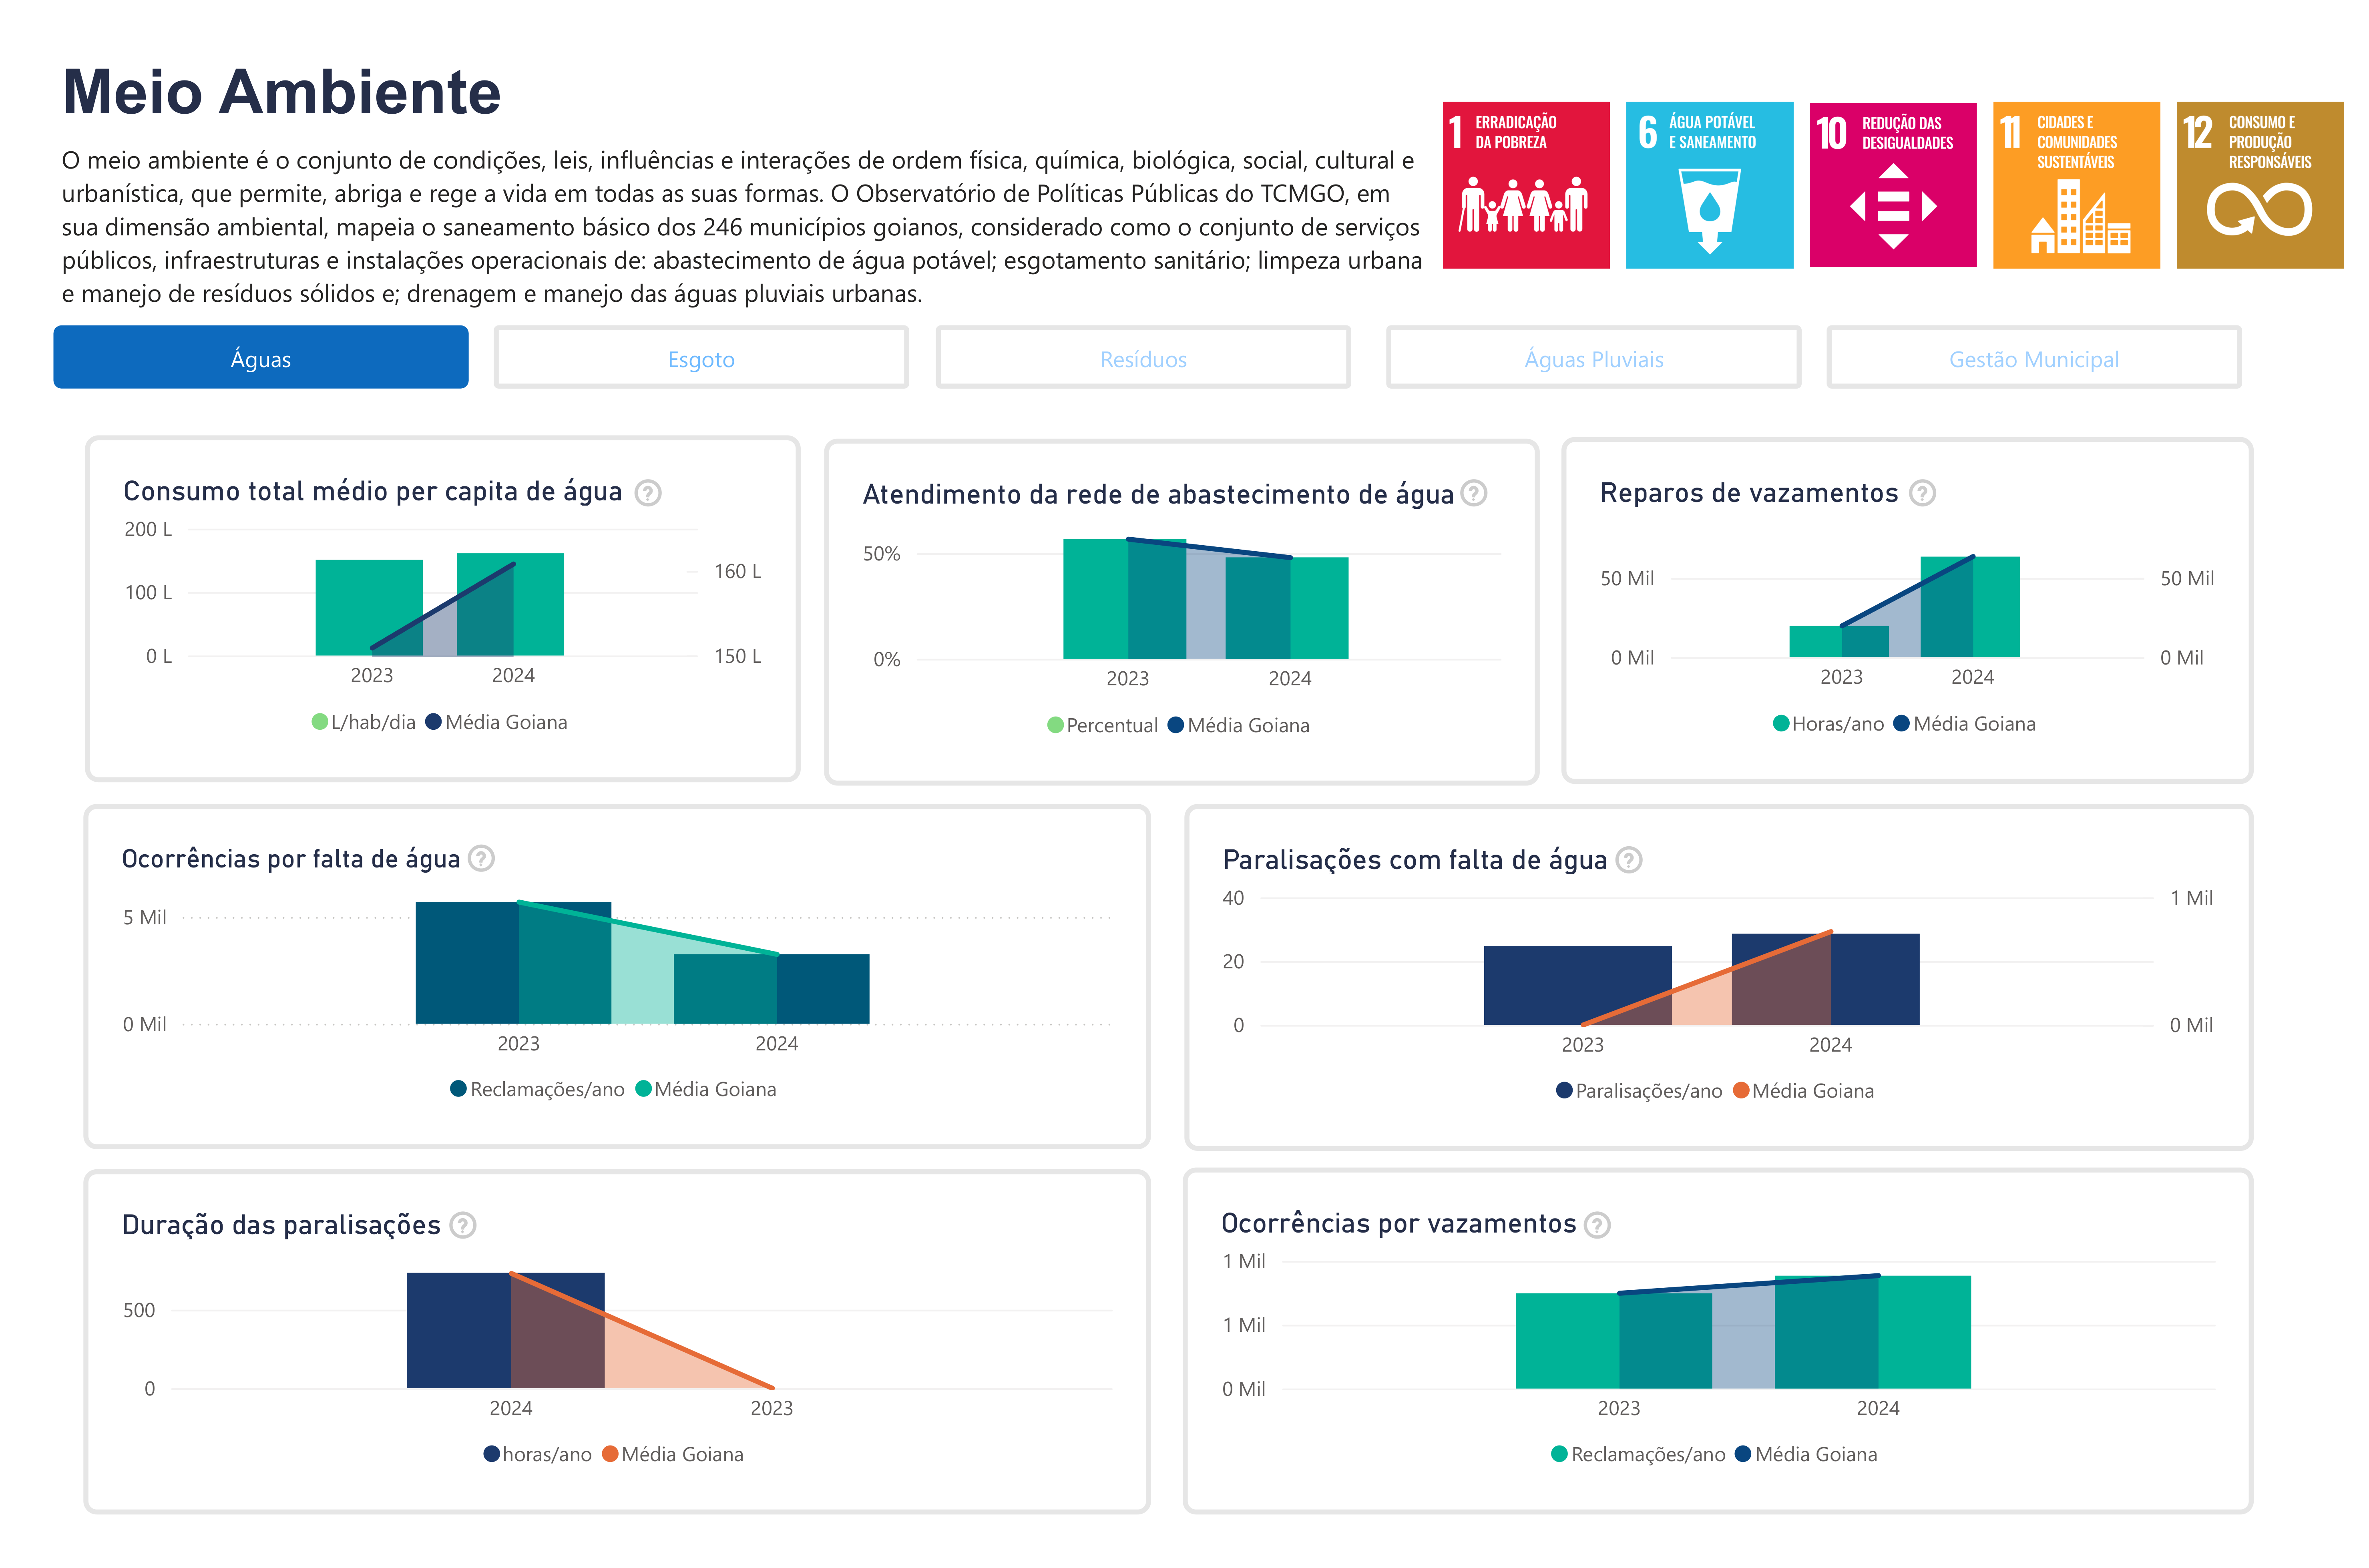 Meio Ambiente
O meio ambiente é o conjunto de condições, leis, influências e interações de ordem física, química, biológica, social, cultural e
urbanística, que permite, abriga e rege a vida em todas as suas formas. O Observatório de Políticas Públicas do TCMGO, em
sua dimensão ambiental, mapeia o saneamento básico dos 246 municípios goianos, considerado como o conjunto de serviços
públicos, infraestruturas e instalações operacionais de: abastecimento de água potável; esgotamento sanitário; limpeza urbana
e manejo de resíduos sólidos e; drenagem e manejo das águas pluviais urbanas.
1 ERRADICAÇÃO
DA POBREZA
6 ÁGUA POTÁVEL
E SANEAMENTO
10 REDUÇÃO DAS
DESIGUALDADES
11 CIDADES E
COMUNIDADES
SUSTENTÁVEIS
12 CONSUMO E
PRODUÇÃO
RESPONSÁVEIS
Águas
Esgoto
Resíduos
Águas Pluviais
Gestão Municipal
Consumo total médio per capita de água ?
200 L
100 L
0 L
160 L
150 L
2023 2024
L/hab/dia Média Goiana
Atendimento da rede de abastecimento de água ?
50%
0%
2023 2024
Percentual Média Goiana
Reparos de vazamentos ?
50 Mil
0 Mil
50 Mil
0 Mil
2023 2024
Horas/ano Média Goiana
Ocorrências por falta de água ?
5 Mil
0 Mil
2023 2024
Reclamações/ano Média Goiana
Paralisações com falta de água ?
40
20
0
1 Mil
0 Mil
2023 2024
Paralisações/ano Média Goiana
Duração das paralisações ?
500
0
2024 2023
horas/ano Média Goiana
Ocorrências por vazamentos ?
1 Mil
1 Mil
0 Mil
2023 2024
Reclamações/ano Média Goiana